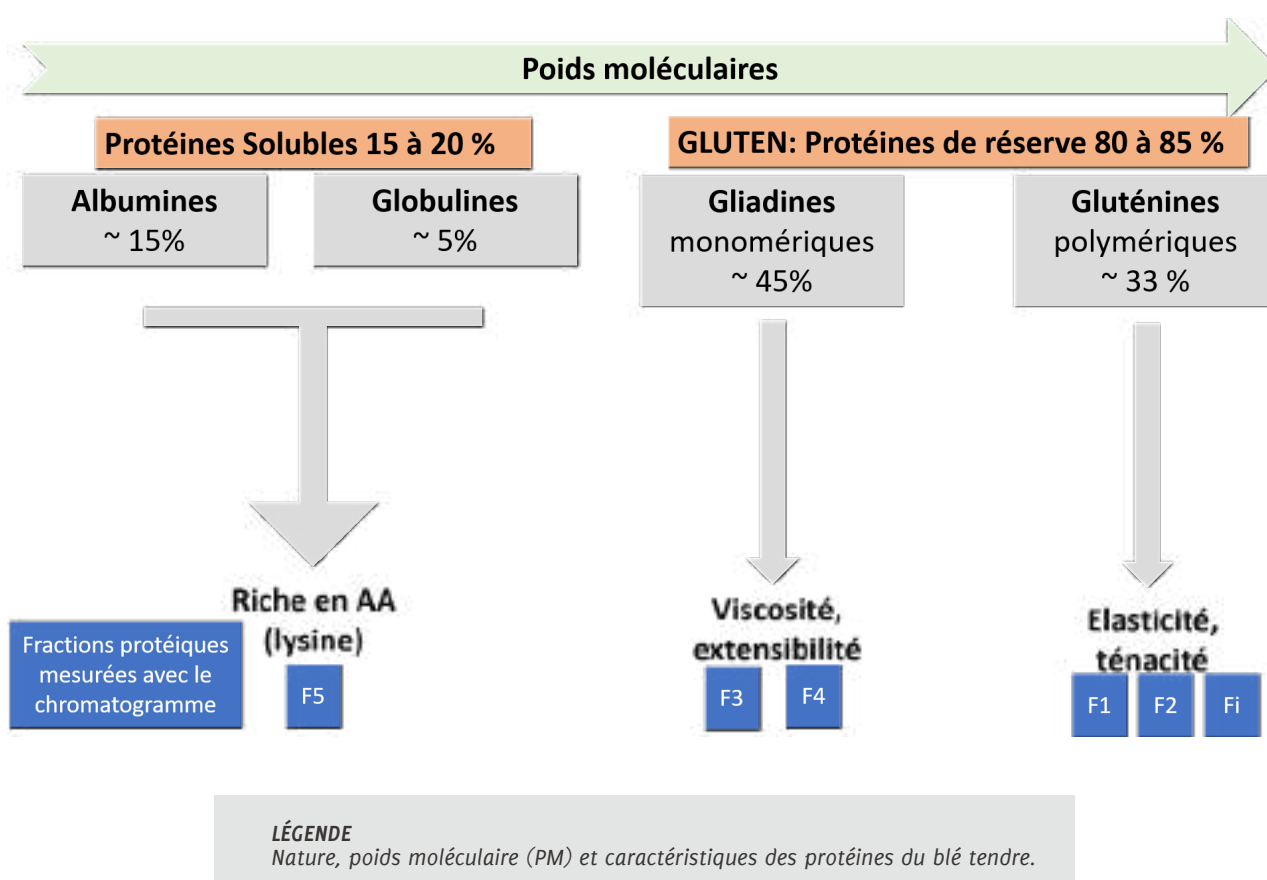 Poids moléculaires
Protéines Solubles 15 à 20 %
GLUTEN: Protéines de réserve 80 à 85 %
Albumines
~ 15%
Globulines
~ 5%
Gliadines
monomériques
~ 45%
Gluténines
polymériques
~ 33 %
Riche en AA
(lysine)
Viscosité,
extensibilité
Elasticité,
ténacité
Fractions protéiques
mesurées avec le
chromatogramme
F5
F3
F4
F1
F2
Fi
LÉGENDE
Nature, poids moléculaire (PM) et caractéristiques des protéines du blé tendre.